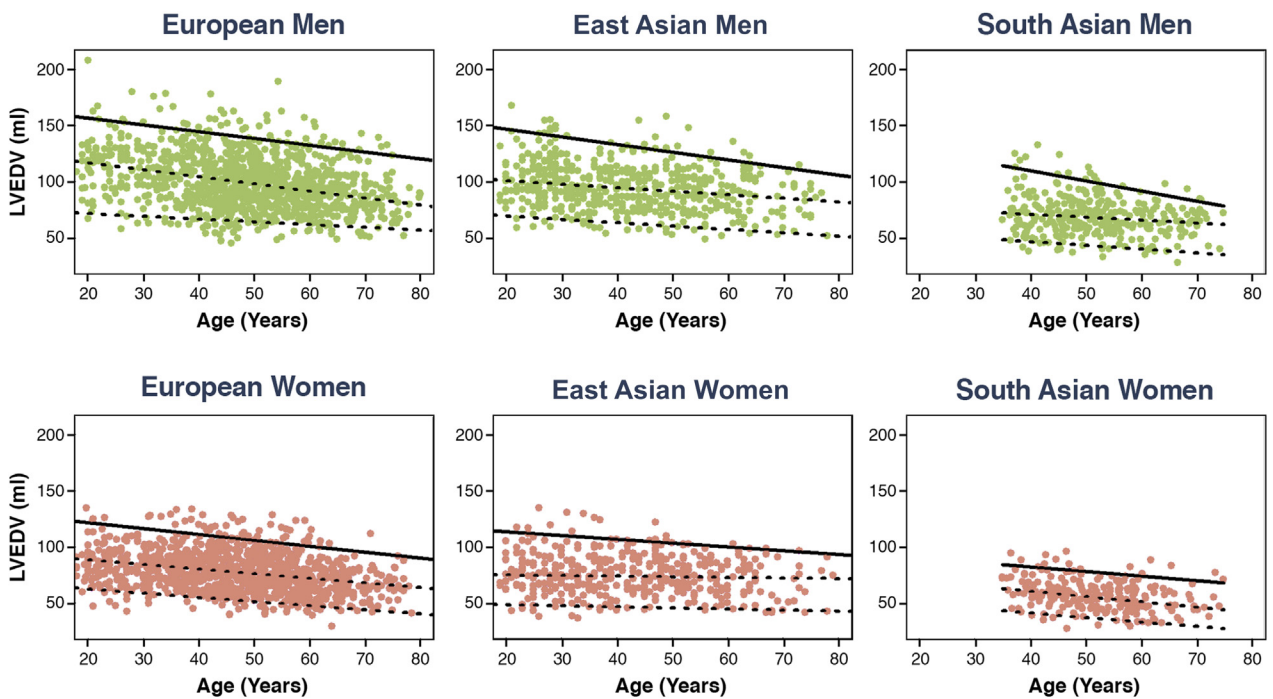 European Men
East Asian Men
South Asian Men
LVEDV (ml)
200
150
100
50
20 30 40 50 60 70 80
Age (Years)
200
150
100
50
20 30 40 50 60 70 80
Age (Years)
200
150
100
50
20 30 40 50 60 70 80
Age (Years)
European Women
East Asian Women
South Asian Women
LVEDV (ml)
200
150
100
50
20 30 40 50 60 70 80
Age (Years)
200
150
100
50
20 30 40 50 60 70 80
Age (Years)
200
150
100
50
20 30 40 50 60 70 80
Age (Years)